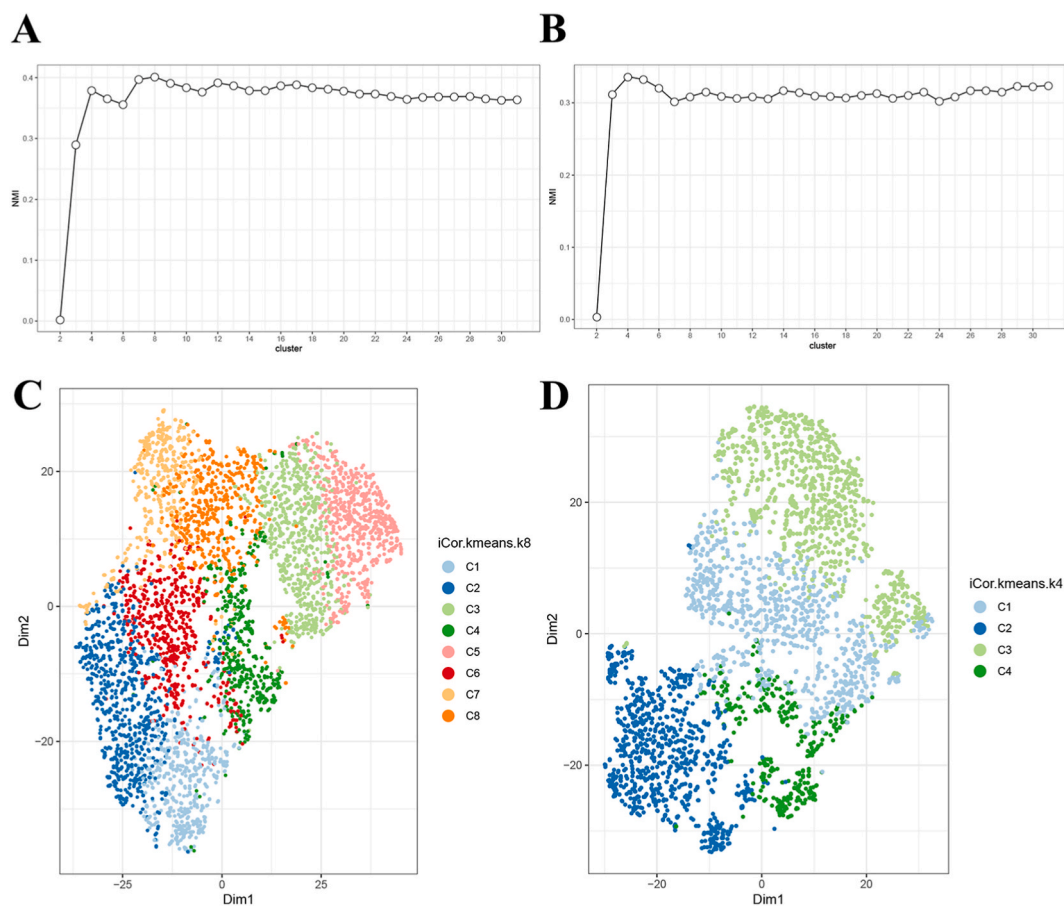 A
B
0.4
0.3
0.2
0.1
0.0
NMI
2 4 6 8 10 12 14 16 18 20 22 24 26 28 30
cluster
0.3
0.2
0.1
0.0
NMI
2 4 6 8 10 12 14 16 18 20 22 24 26 28 30
cluster
C
D
20
0
−20
Dim2
−25 0 25
Dim1
iCor.kmeans.k8
C1
C2
C3
C4
C5
C6
C7
C8
20
0
−20
Dim2
−20 0 20
Dim1
iCor.kmeans.k4
C1
C2
C3
C4